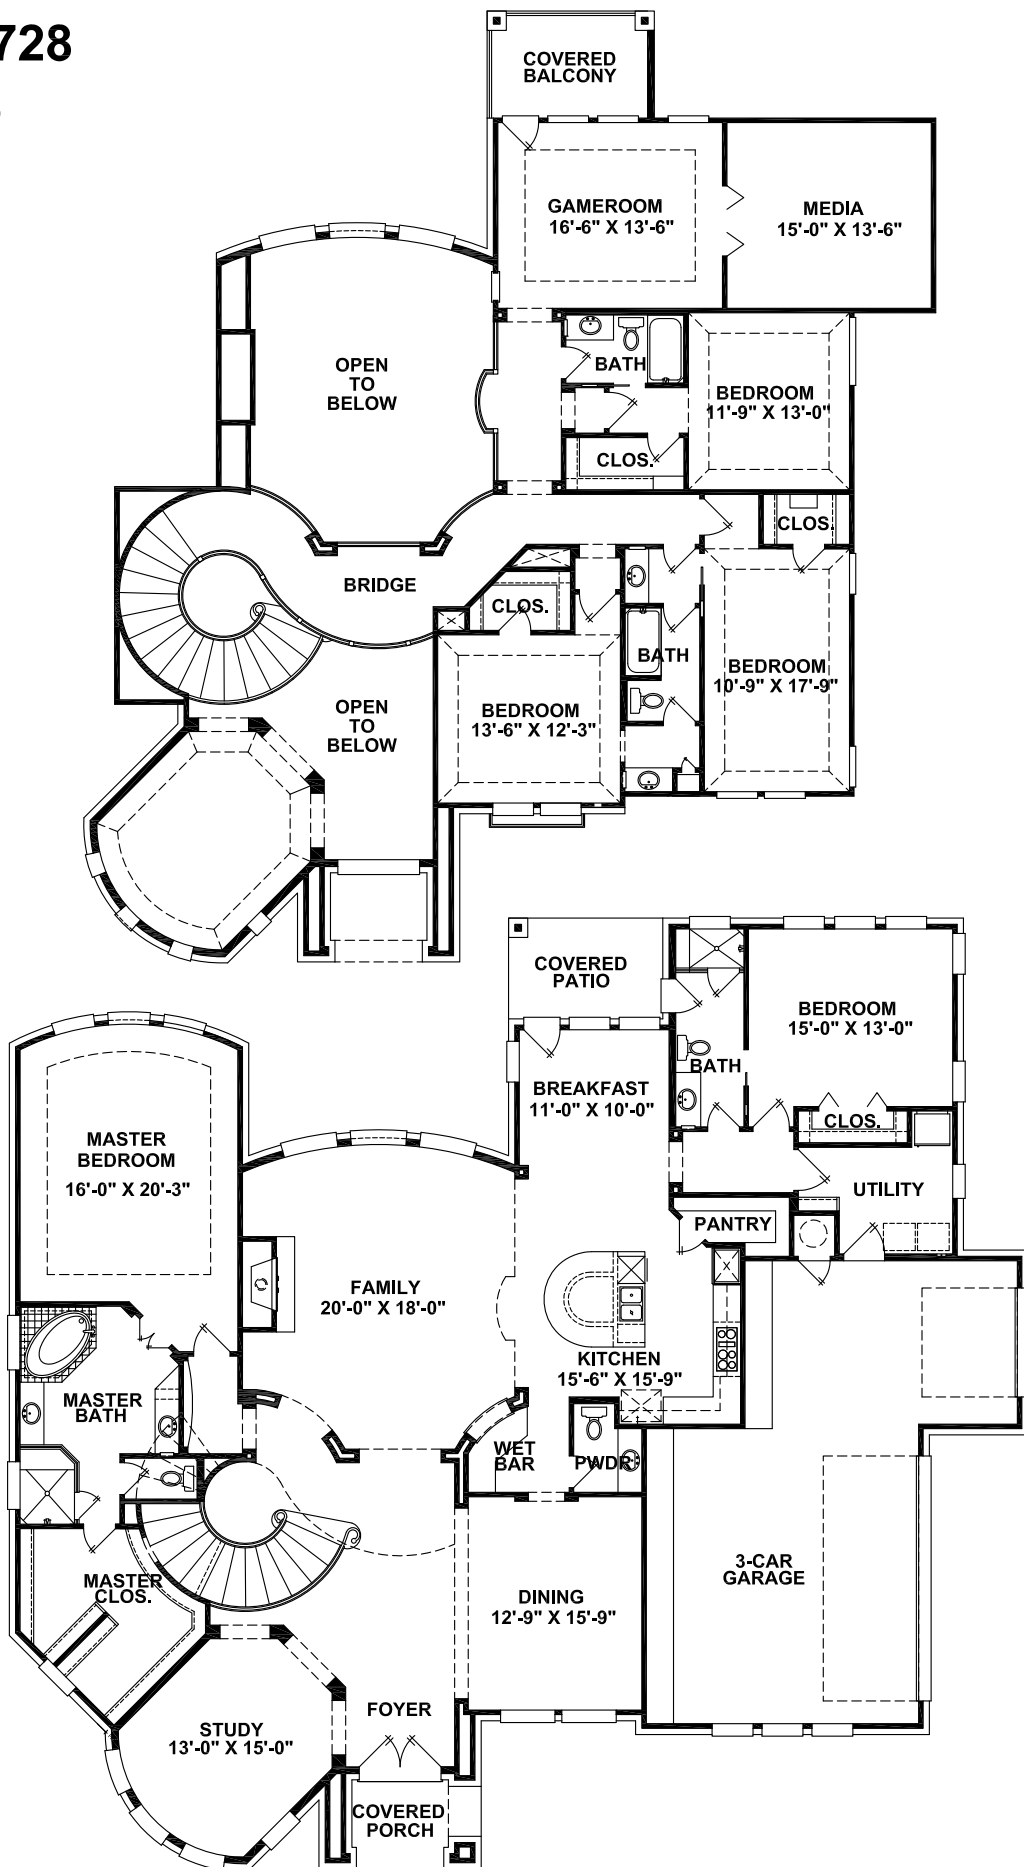 728
COVERED
BALCONY
GAMEROOM
16'-6" X 13'-6"
MEDIA
15'-0" X 13'-6"
OPEN
TO
BELOW
BATH
BEDROOM
11'-9" X 13'-0"
CLOS.
CLOS.
BRIDGE
CLOS.
BATH
BEDROOM
10'-9" X 17'-9"
BEDROOM
13'-6" X 12'-3"
OPEN
TO
BELOW
COVERED
PATIO
BEDROOM
15'-0" X 13'-0"
BATH
BREAKFAST
11'-0" X 10'-0"
CLOS.
MASTER
BEDROOM
16'-0" X 20'-3"
UTILITY
PANTRY
FAMILY
20'-0" X 18'-0"
KITCHEN
15'-6" X 15'-9"
MASTER
BATH
WET
BAR
PWDR.
MASTER
CLOS.
3-CAR
GARAGE
DINING
12'-9" X 15'-9"
FOYER
STUDY
13'-0" X 15'-0"
COVERED
PORCH